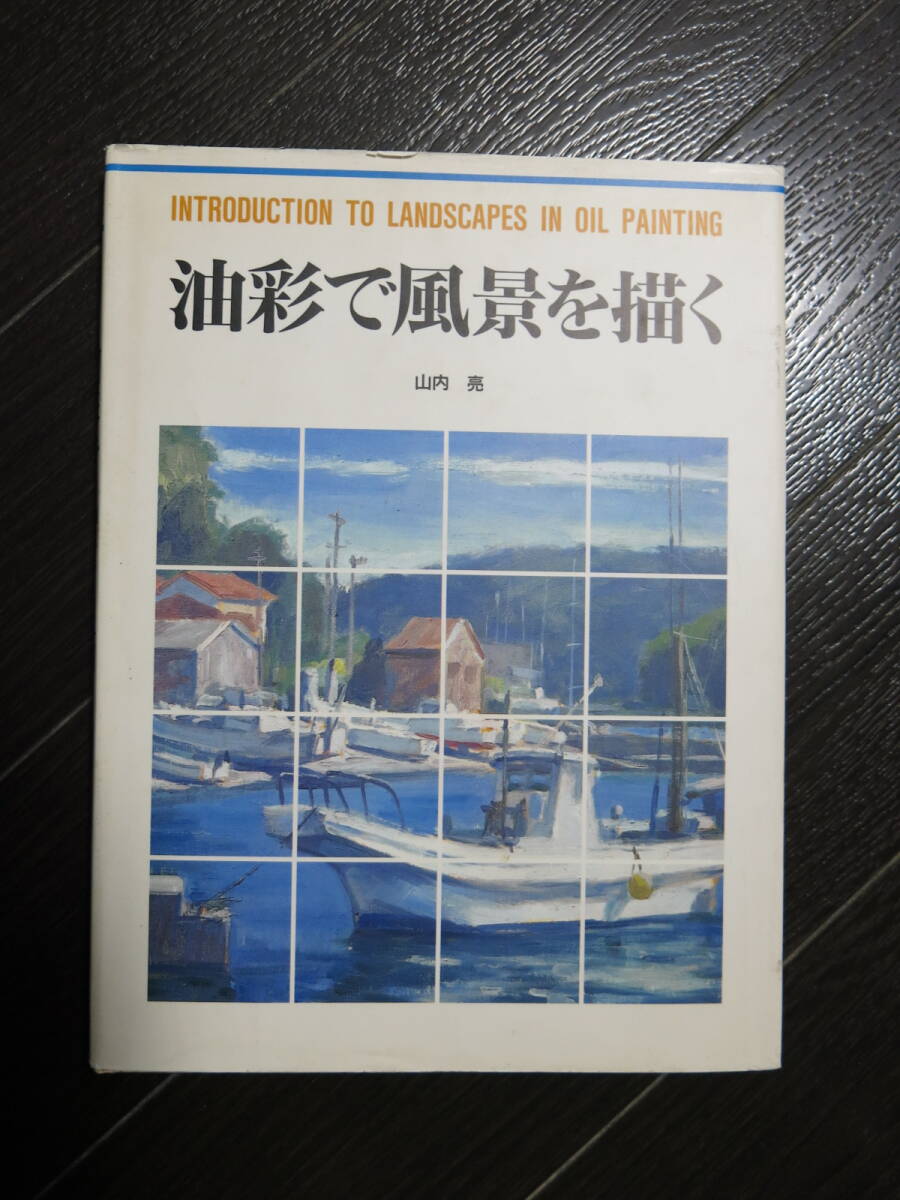 INTRODUCTION TO LANDSCAPES IN OIL PAINTING
油彩で風景を描く
山内 亮